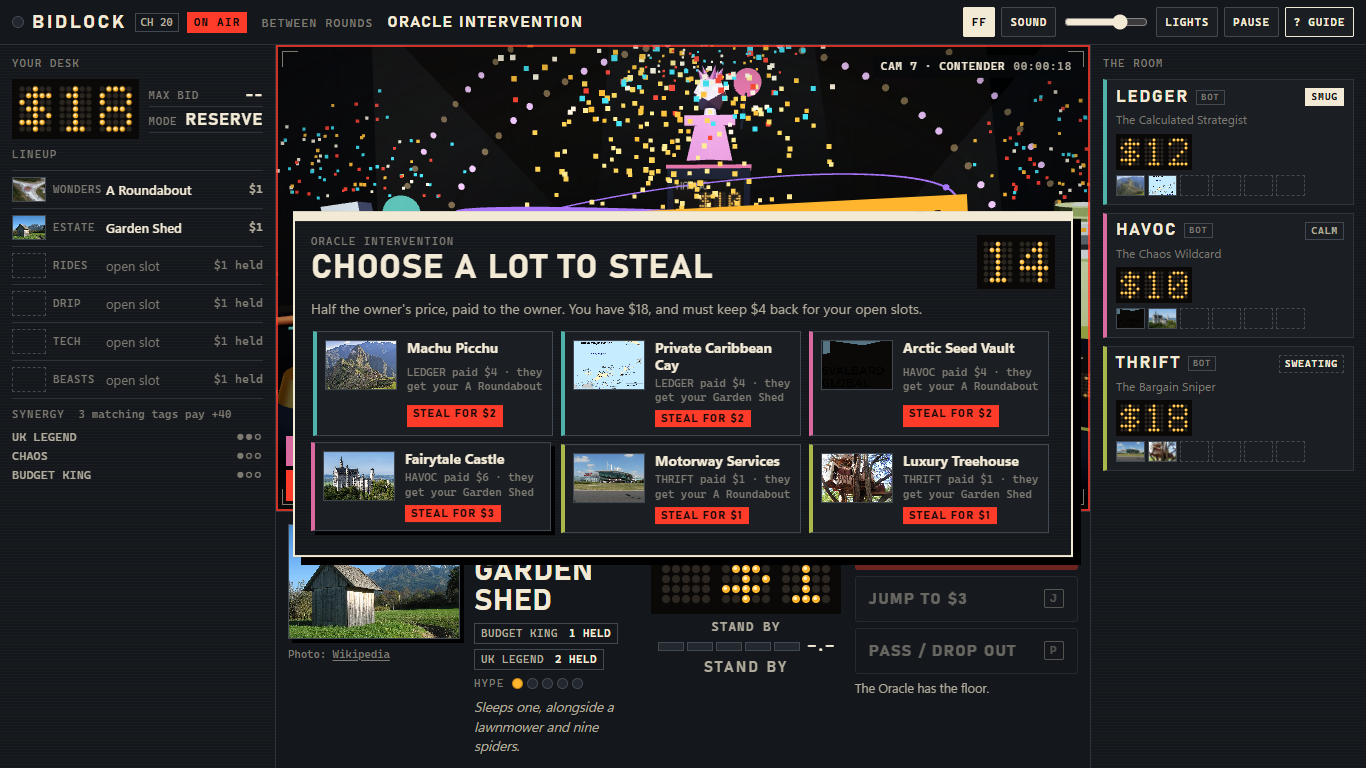 BIDLOCK CH 20 ON AIR BETWEEN ROUNDS ORACLE INTERVENTION FF SOUND LIGHTS PAUSE ? GUIDE
YOUR DESK
$18
MAX BID --
MODE RESERVE
LINEUP
WONDERS A Roundabout $1
ESTATE Garden Shed $1
RIDES open slot $1 held
DRIP open slot $1 held
TECH open slot $1 held
BEASTS open slot $1 held
SYNERGY 3 matching tags pay +40
UK LEGEND
CHAOS
BUDGET KING
CAM 7 · CONTENDER 00:00:18
ORACLE INTERVENTION
CHOOSE A LOT TO STEAL
14
Half the owner's price, paid to the owner. You have $18, and must keep $4 back for your open slots.
Machu Picchu
LEDGER paid $4 · they
get your A Roundabout
STEAL FOR $2
Private Caribbean
Cay
LEDGER paid $4 · they
get your Garden Shed
STEAL FOR $2
Arctic Seed Vault
HAVOC paid $4 · they
get your A Roundabout
STEAL FOR $2
Fairytale Castle
HAVOC paid $6 · they
get your Garden Shed
STEAL FOR $3
Motorway Services
THRIFT paid $1 · they
get your A Roundabout
STEAL FOR $1
Luxury Treehouse
THRIFT paid $1 · they
get your Garden Shed
STEAL FOR $1
Photo: Wikipedia
GARDEN
SHED
BUDGET KING 1 HELD
UK LEGEND 2 HELD
HYPE
Sleeps one, alongside a
lawnmower and nine
spiders.
STAND BY
-.-
STAND BY
JUMP TO $3 J
PASS / DROP OUT P
The Oracle has the floor.
THE ROOM
LEDGER BOT SMUG
The Calculated Strategist
$12
HAVOC BOT CALM
The Chaos Wildcard
$10
THRIFT BOT SWEATING
The Bargain Sniper
$18